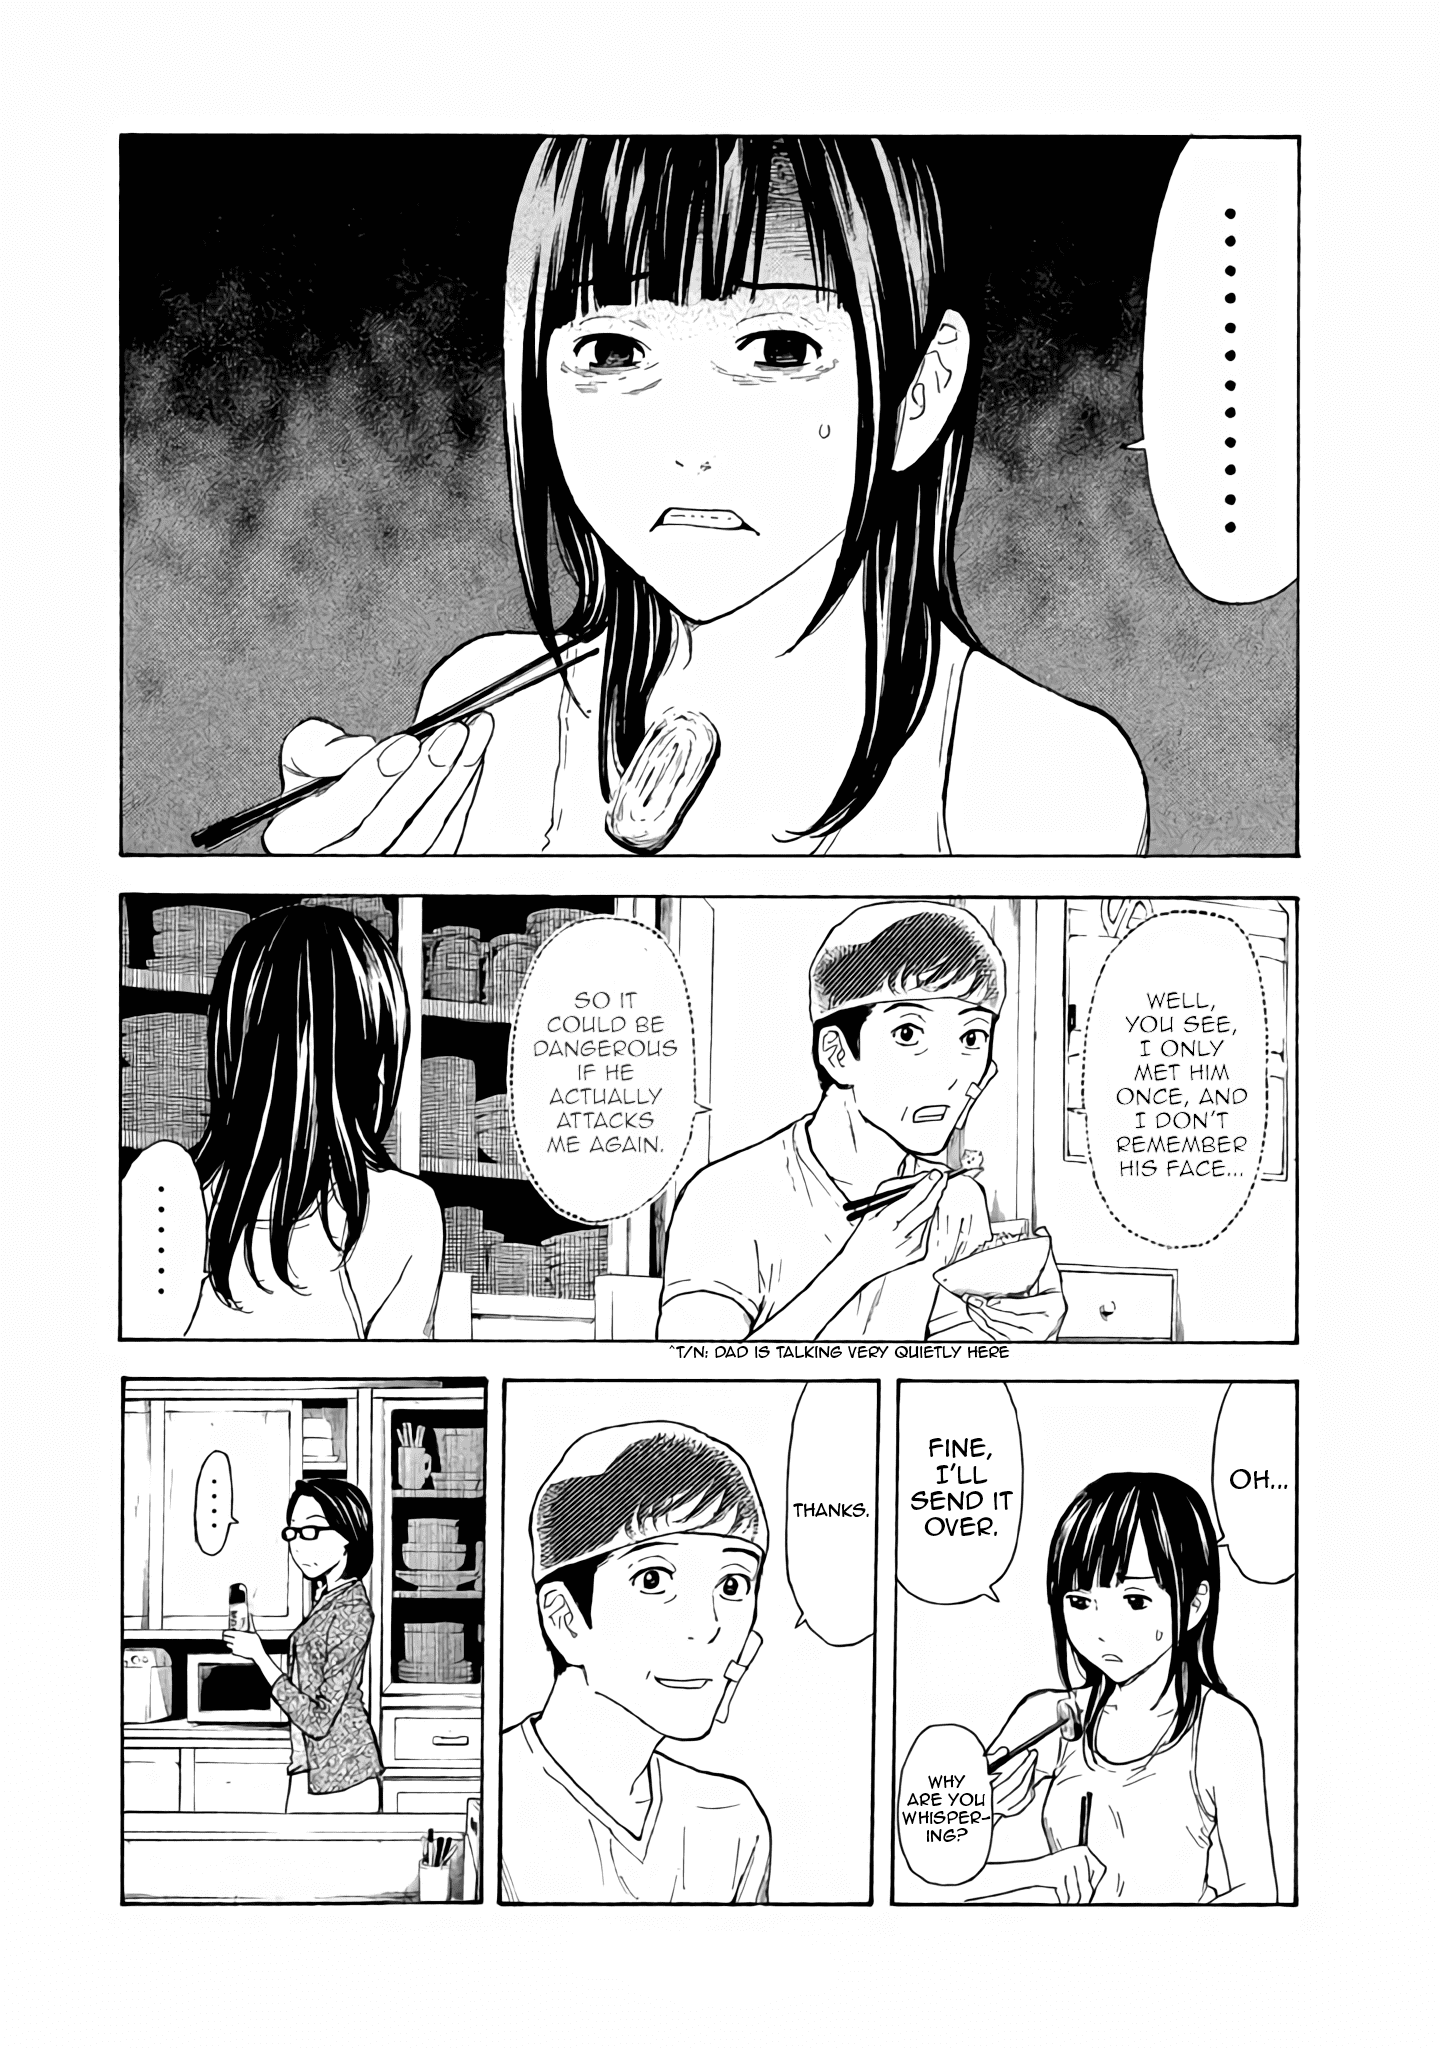 WELL,
YOU SEE,
I ONLY
MET HIM
ONCE, AND
I DON'T
REMEMBER
HIS FACE...
SO IT
COULD BE
DANGEROUS
IF HE
ACTUALLY
ATTACKS
ME AGAIN.
^T/N: DAD IS TALKING VERY QUIETLY HERE
OH...
FINE,
I'LL
SEND IT
OVER.
WHY
ARE YOU
WHISPER-
ING?
THANKS.